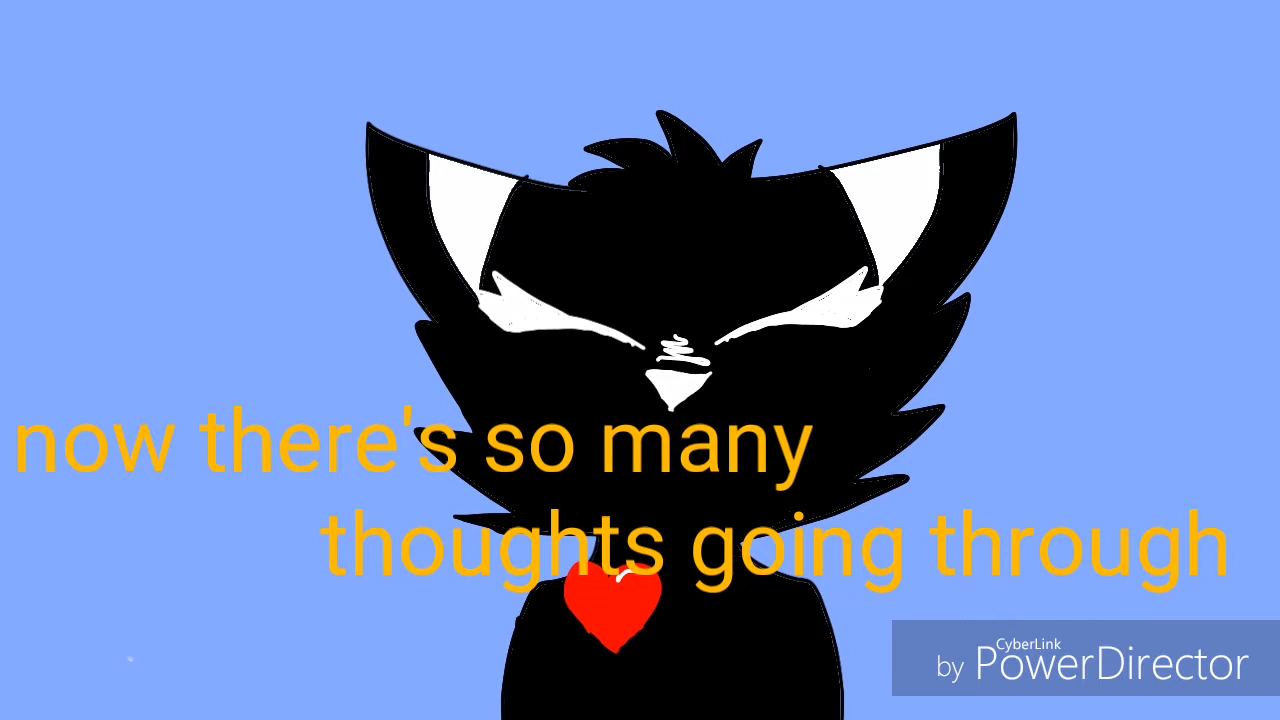 now there's so many
thoughts going through
CyberLink
by PowerDirector